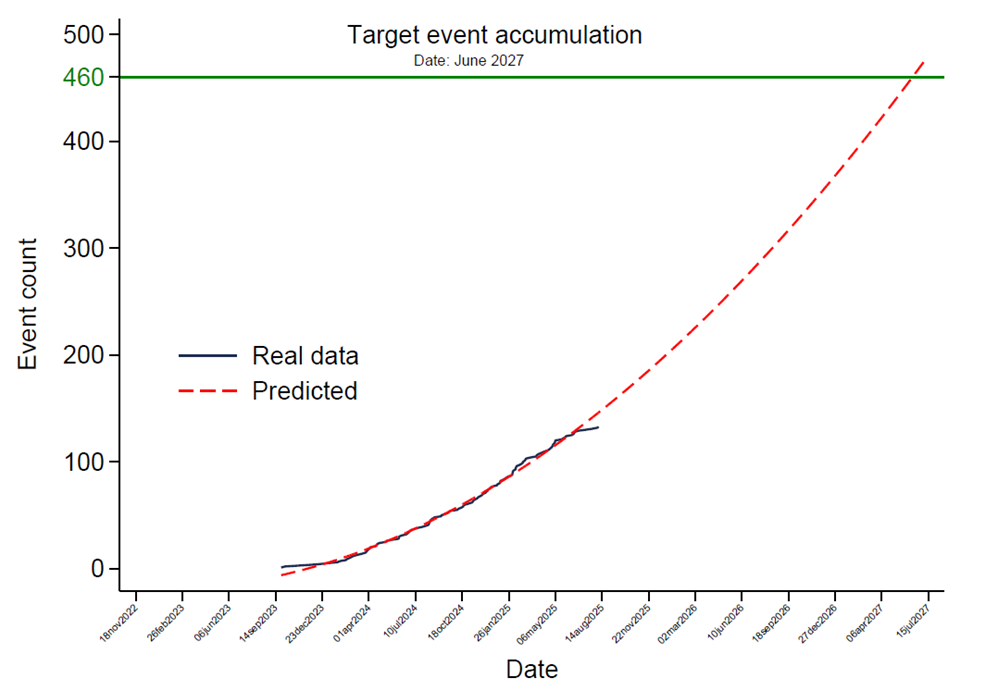 Target event accumulation
Date: June 2027
500
460
400
300
200
100
0
Event count
Real data
Predicted
18nov2022
26feb2023
06jun2023
14sep2023
23dec2023
01apr2024
10jul2024
18oct2024
26jan2025
06may2025
14aug2025
22nov2025
02mar2026
10jun2026
18sep2026
27dec2026
06apr2027
15jul2027
Date